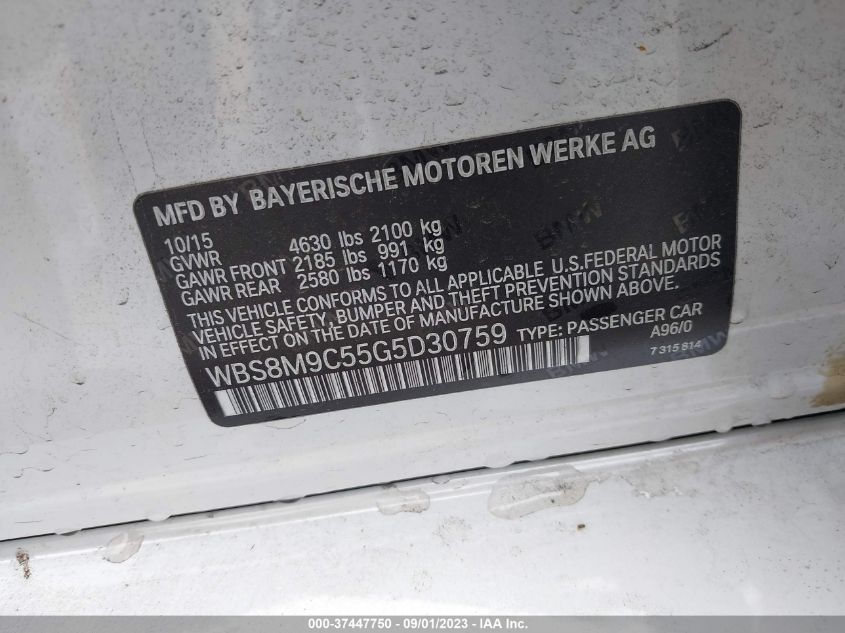 MFD BY BAYERISCHE MOTOREN WERKE AG
10/15 4630 lbs 2100 kg
GVWR
GAWR FRONT 2185 lbs 991 kg
GAWR REAR 2580 lbs 1170 kg
THIS VEHICLE CONFORMS TO ALL APPLICABLE U.S.FEDERAL MOTOR
VEHICLE SAFETY, BUMPER AND THEFT PREVENTION STANDARDS
IN EFFECT ON THE DATE OF MANUFACTURE SHOWN ABOVE.
WBS8M9C55G5D30759 TYPE: PASSENGER CAR
A96/0
7 315 814
000-37447750 - 09/01/2023 - IAA Inc.